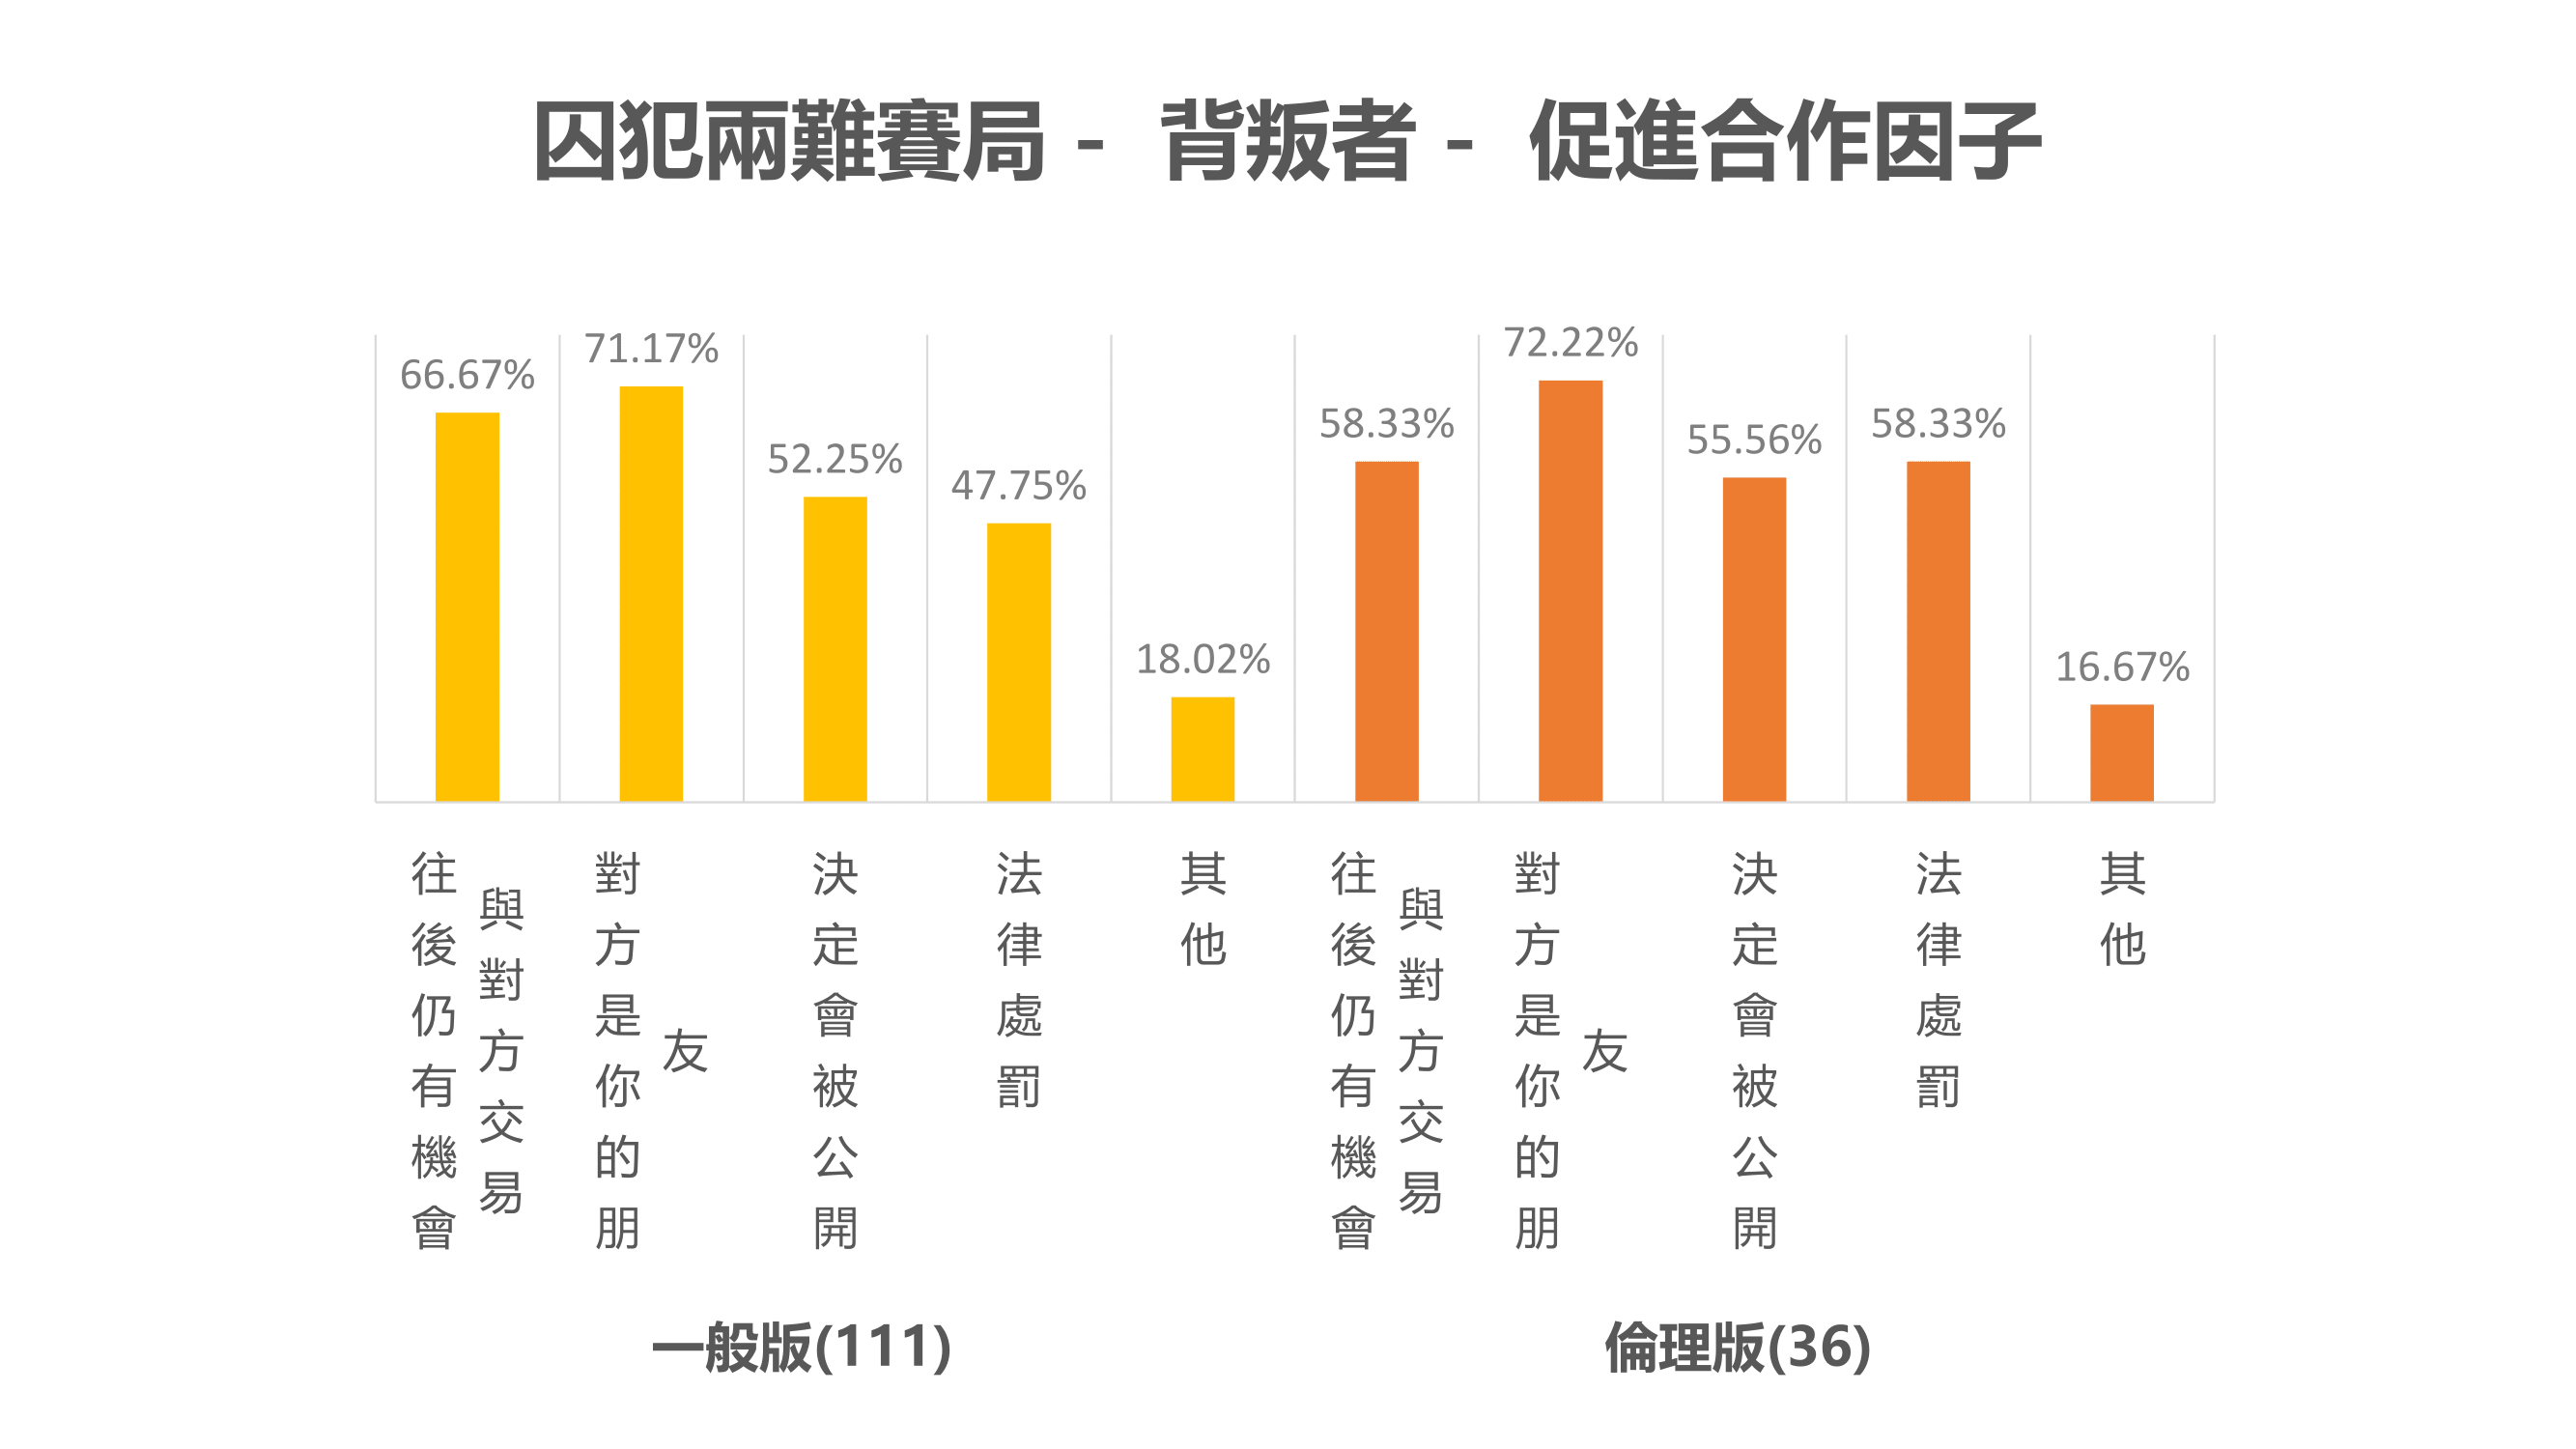 囚犯兩難賽局 - 背叛者 - 促進合作因子
66.67%
71.17%
52.25%
47.75%
18.02%
58.33%
72.22%
55.56%
58.33%
16.67%
往後仍有機會
與對方交易
對方是你的朋
友
決定會被公開
法律處罰
其他
往後仍有機會
與對方交易
對方是你的朋
友
決定會被公開
法律處罰
其他
一般版(111)
倫理版(36)